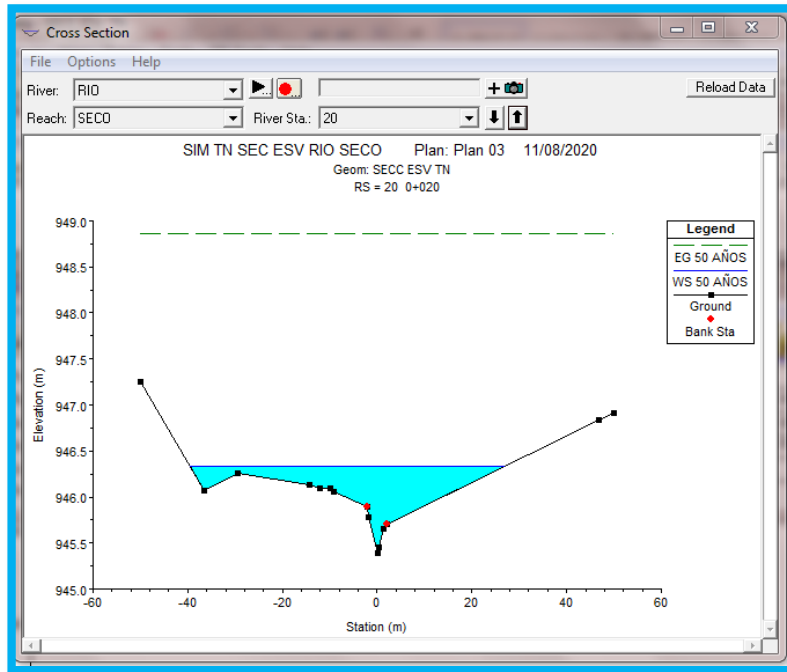 Cross Section
File Options Help
River: RIO
Reload Data
Reach: SECO River Sta.: 20
SIM TN SEC ESV RIO SECO Plan: Plan 03 11/08/2020
Geom: SECC ESV TN
RS = 20 0+020
949.0
948.5
948.0
947.5
947.0
946.5
946.0
945.5
945.0
Elevation (m)
-60 -40 -20 0 20 40 60
Station (m)
Legend
EG 50 AÑOS
WS 50 AÑOS
Ground
Bank Sta